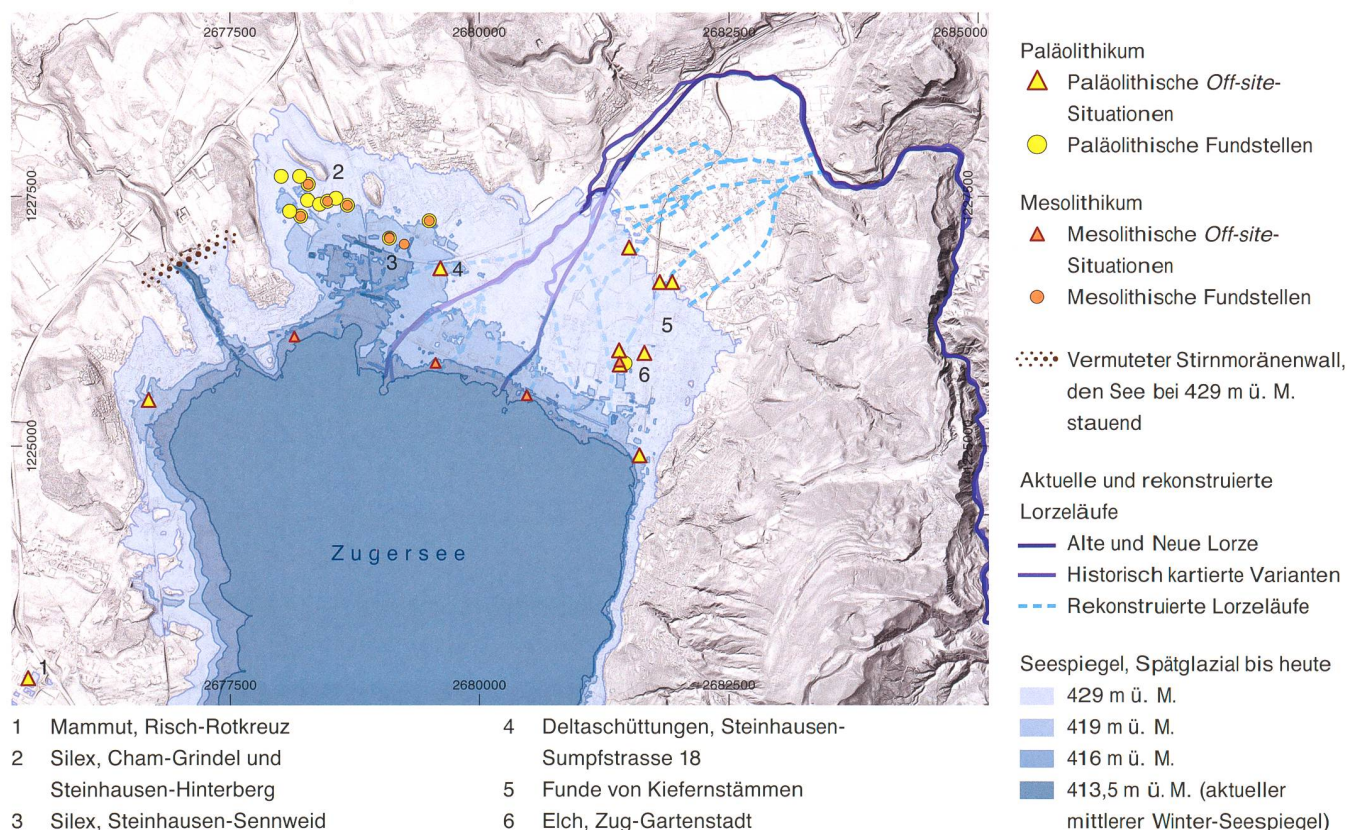 2677500
2680000
2682500
2685000
1227500
1227500
1225000
1225000
2
3
4
5
6
1
Zugersee
2677500
2680000
2682500
Paläolithikum
Paläolithische Off-site-
Situationen
Paläolithische Fundstellen
Mesolithikum
Mesolithische Off-site-
Situationen
Mesolithische Fundstellen
Vermuteter Stirnmoränenwall,
den See bei 429 m ü. M.
stauend
Aktuelle und rekonstruierte
Lorzeläufe
Alte und Neue Lorze
Historisch kartierte Varianten
Rekonstruierte Lorzeläufe
Seespiegel, Spätglazial bis heute
429 m ü. M.
419 m ü. M.
416 m ü. M.
413,5 m ü. M. (aktueller
mittlerer Winter-Seespiegel)
1 Mammut, Risch-Rotkreuz
2 Silex, Cham-Grindel und
Steinhausen-Hinterberg
3 Silex, Steinhausen-Sennweid
4 Deltaschüttungen, Steinhausen-
Sumpfstrasse 18
5 Funde von Kiefernstämmen
6 Elch, Zug-Gartenstadt